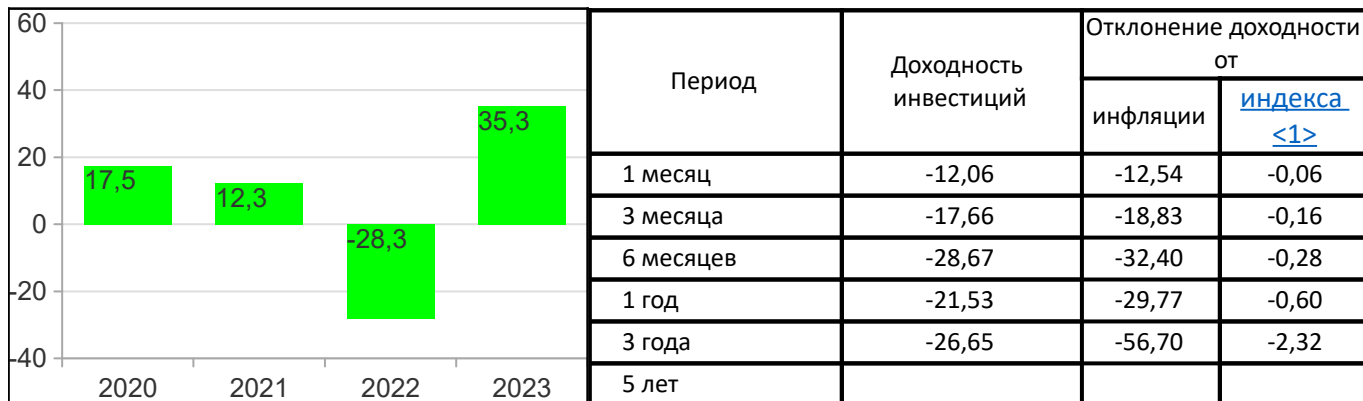 60
40
20
0
-20
-40
17,5
12,3
-28,3
35,3
2020 2021 2022 2023
Период
Доходность
инвестиций
Отклонение доходности
от
инфляции
индекса
<1>
1 месяц -12,06 -12,54 -0,06
3 месяца -17,66 -18,83 -0,16
6 месяцев -28,67 -32,40 -0,28
1 год -21,53 -29,77 -0,60
3 года -26,65 -56,70 -2,32
5 лет